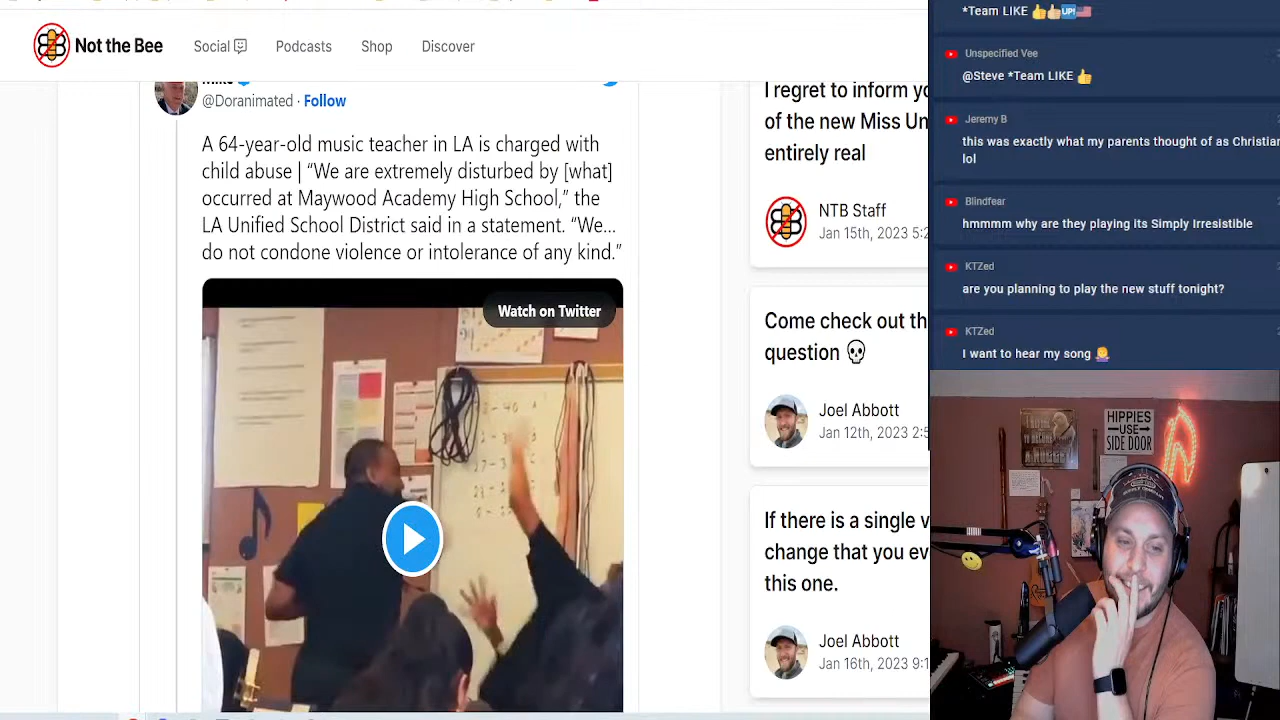 Not the Bee
Social
Podcasts
Shop
Discover
@Doranimated · Follow
A 64-year-old music teacher in LA is charged with
child abuse | “We are extremely disturbed by [what]
occurred at Maywood Academy High School,” the
LA Unified School District said in a statement. “We...
do not condone violence or intolerance of any kind.”
Watch on Twitter
I regret to inform yo
of the new Miss Un
entirely real
NTB Staff
Jan 15th, 2023 5:2
Come check out th
question 💀
Joel Abbott
Jan 12th, 2023 2:5
If there is a single v
change that you ev
this one.
Joel Abbott
Jan 16th, 2023 9:1
*Team LIKE 👍👍🆙🇺🇸
Unspecified Vee
@Steve *Team LIKE 👍
Jeremy B
this was exactly what my parents thought of as Christian
lol
Blindfear
hmmmm why are they playing its Simply Irresistible
KTZed
are you planning to play the new stuff tonight?
KTZed
I want to hear my song
HIPPIES
USE
SIDE DOOR